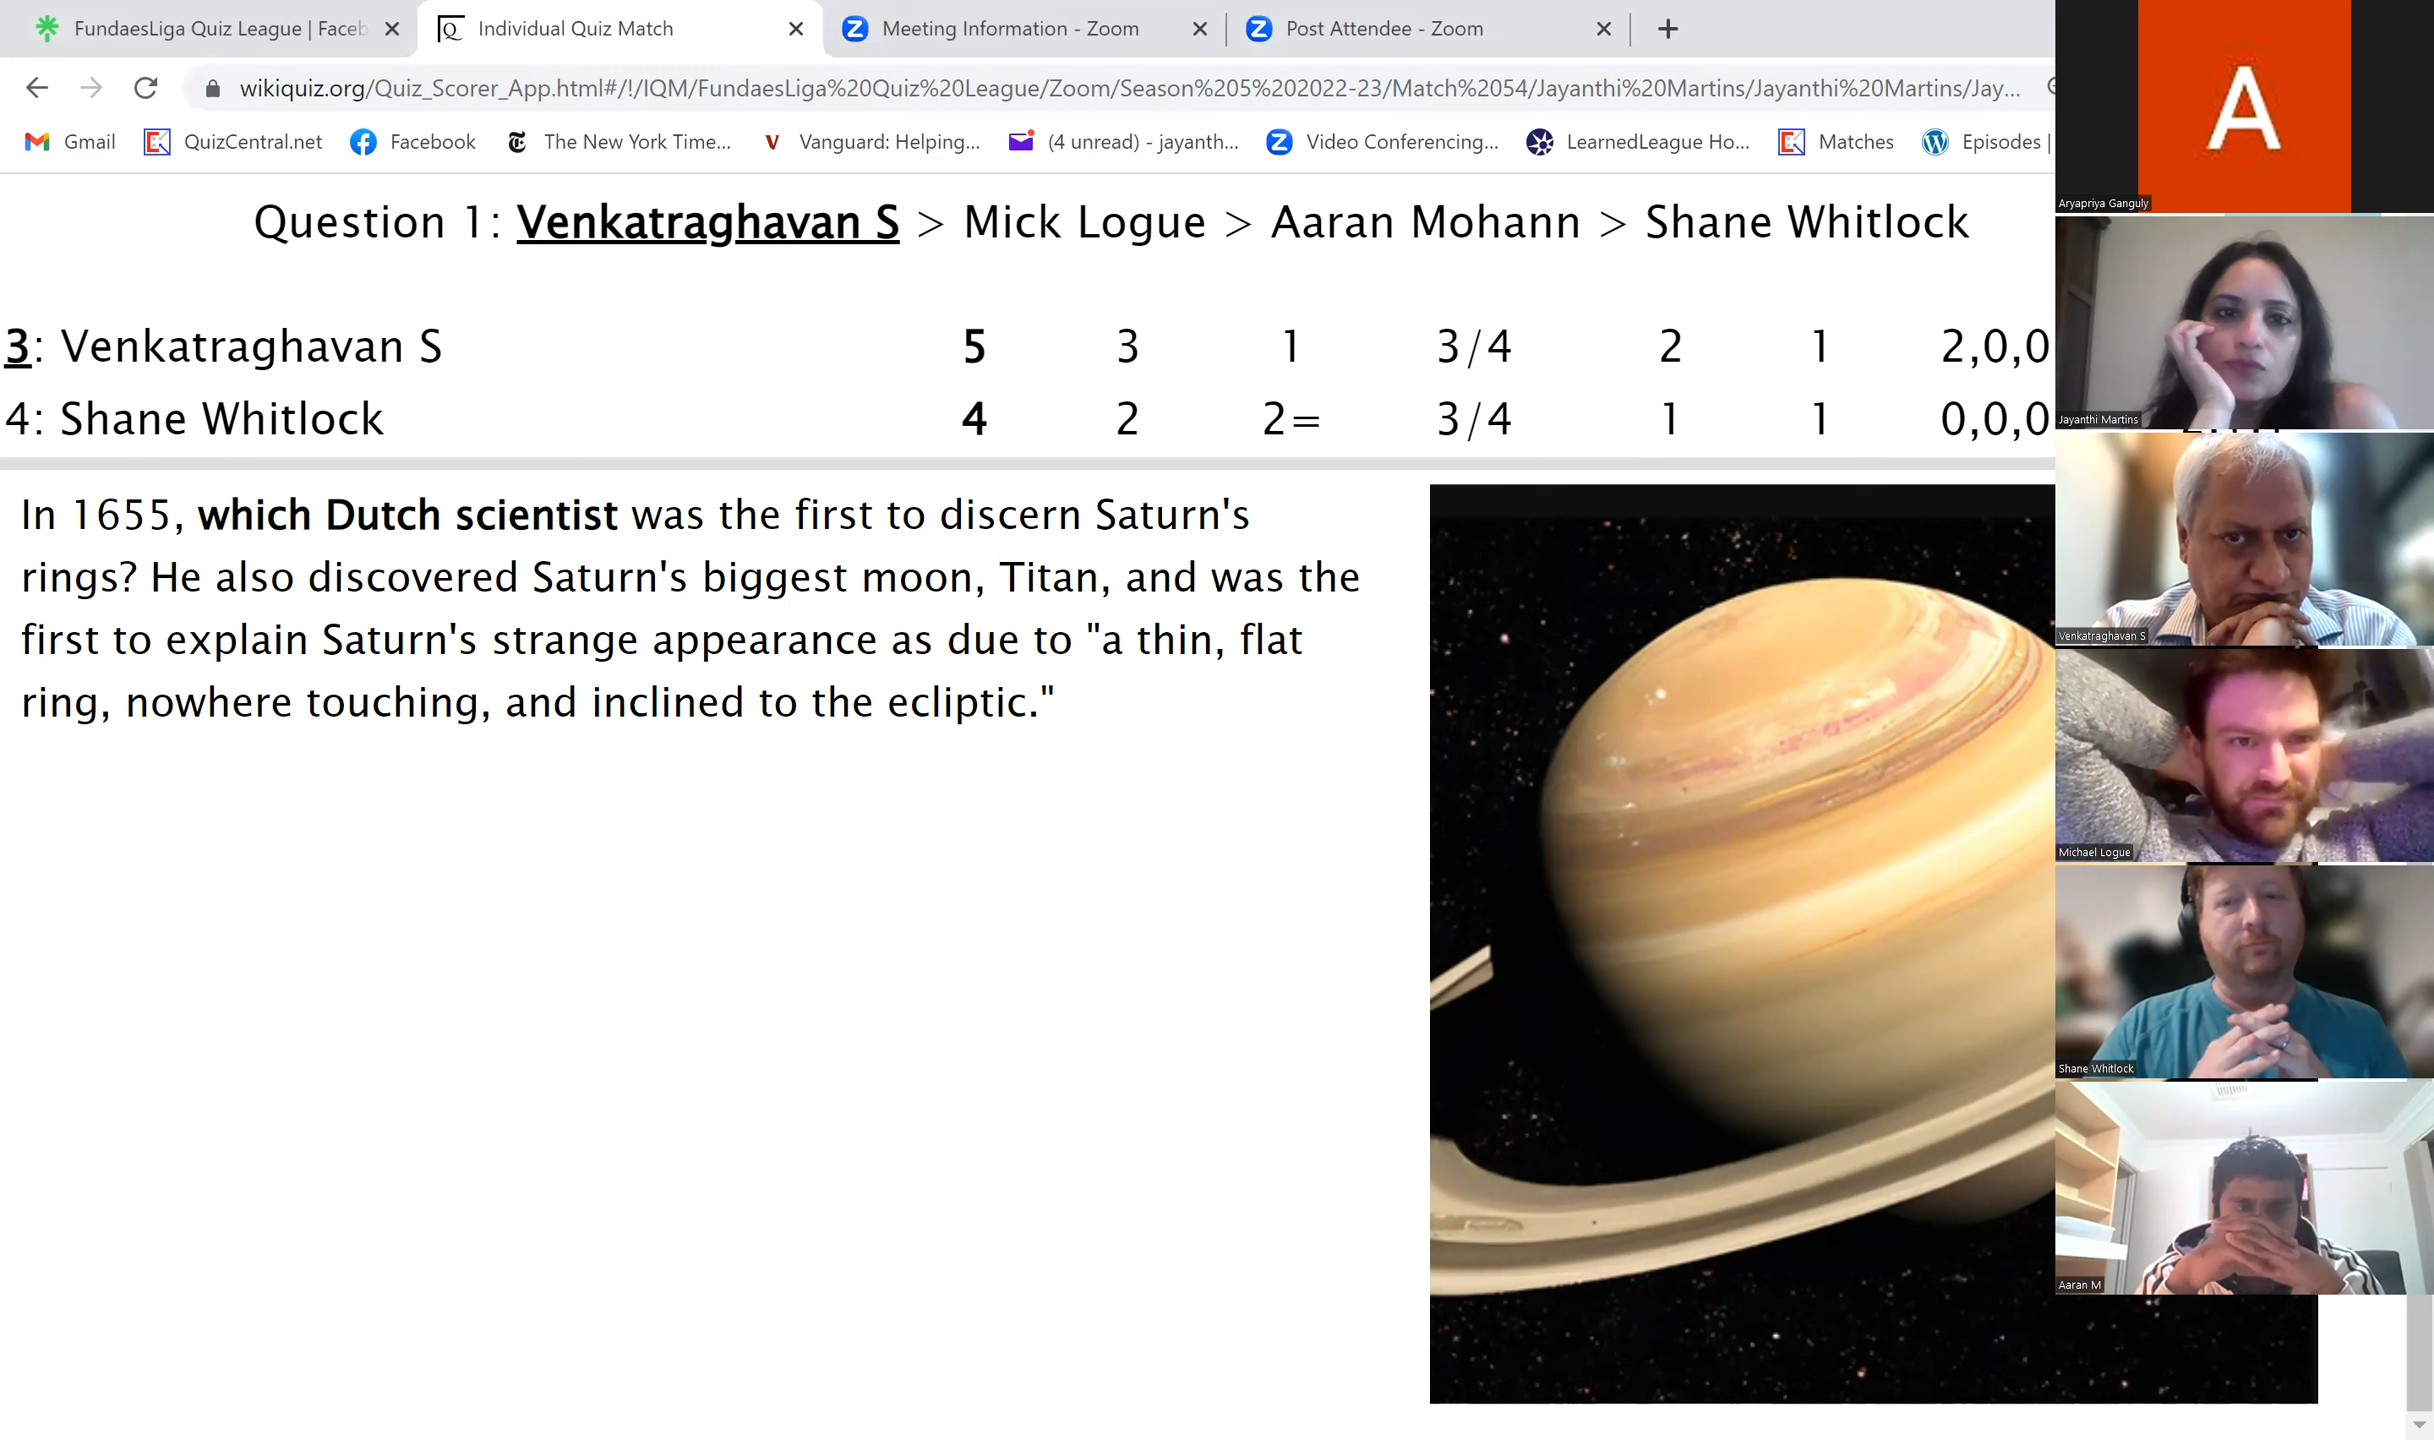 FundaesLiga Quiz League | Faceb
Individual Quiz Match
Meeting Information - Zoom
Post Attendee - Zoom
wikiquiz.org/Quiz_Scorer_App.html#/!/IQM/FundaesLiga%20Quiz%20League/Zoom/Season%205%202022-23/Match%2054/Jayanthi%20Martins/Jayanthi%20Martins/Jay...
Gmail
QuizCentral.net
Facebook
The New York Time...
Vanguard: Helping...
(4 unread) - jayanth...
Video Conferencing...
LearnedLeague Ho...
Matches
Episodes |
Question 1: Venkatraghavan S > Mick Logue > Aaran Mohann > Shane Whitlock
3: Venkatraghavan S 5 3 1 3/4 2 1 2,0,0
4: Shane Whitlock 4 2 2= 3/4 1 1 0,0,0
In 1655, which Dutch scientist was the first to discern Saturn's
rings? He also discovered Saturn's biggest moon, Titan, and was the
first to explain Saturn's strange appearance as due to "a thin, flat
ring, nowhere touching, and inclined to the ecliptic."
A
Aryapriya Ganguly
Jayanthi Martins
Venkatraghavan S
Michael Logue
Shane Whitlock
Aaran M